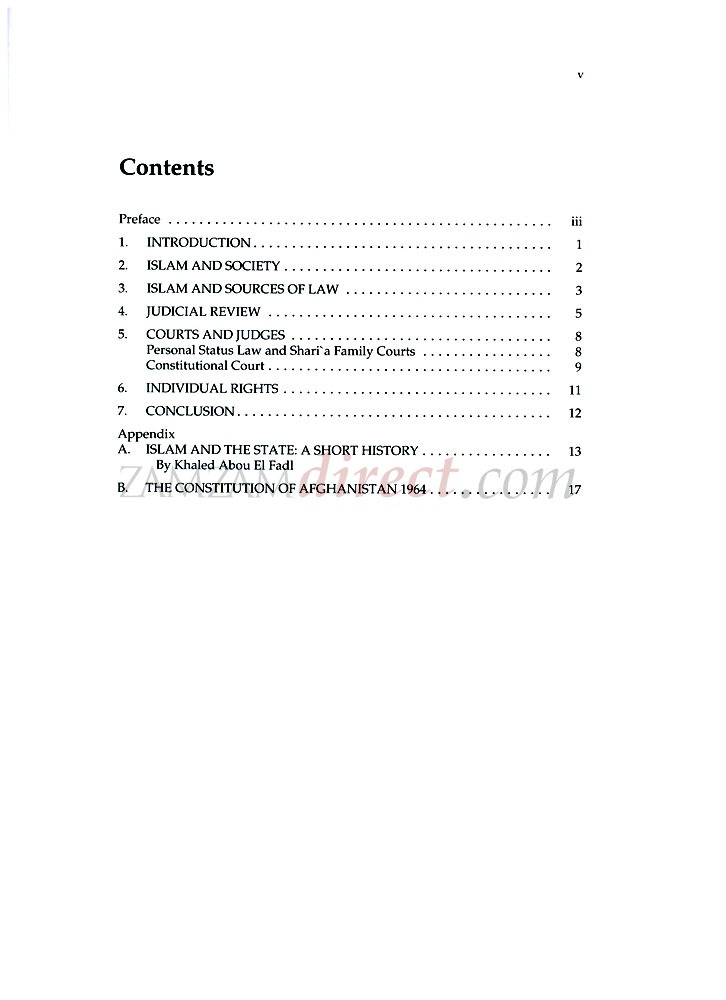 v
Contents
Preface . . . . . . . . . . . . . . . . . . . . . . . . . . . . . . . . . . . . . . . . . . . . . . . . . . iii
1. INTRODUCTION . . . . . . . . . . . . . . . . . . . . . . . . . . . . . . . . . . . . . . . 1
2. ISLAM AND SOCIETY . . . . . . . . . . . . . . . . . . . . . . . . . . . . . . . . . . . 2
3. ISLAM AND SOURCES OF LAW . . . . . . . . . . . . . . . . . . . . . . . . . . . 3
4. JUDICIAL REVIEW . . . . . . . . . . . . . . . . . . . . . . . . . . . . . . . . . . . . . 5
5. COURTS AND JUDGES . . . . . . . . . . . . . . . . . . . . . . . . . . . . . . . . . . 8
Personal Status Law and Shari`a Family Courts . . . . . . . . . . . . . . . . . 8
Constitutional Court . . . . . . . . . . . . . . . . . . . . . . . . . . . . . . . . . . . . . 9
6. INDIVIDUAL RIGHTS . . . . . . . . . . . . . . . . . . . . . . . . . . . . . . . . . . . 11
7. CONCLUSION . . . . . . . . . . . . . . . . . . . . . . . . . . . . . . . . . . . . . . . . . 12
Appendix
A. ISLAM AND THE STATE: A SHORT HISTORY . . . . . . . . . . . . . . . . . 13
By Khaled Abou El Fadl
ZAMZAMdirect.com
B. THE CONSTITUTION OF AFGHANISTAN 1964 . . . . . . . . . . . . . . . . 17